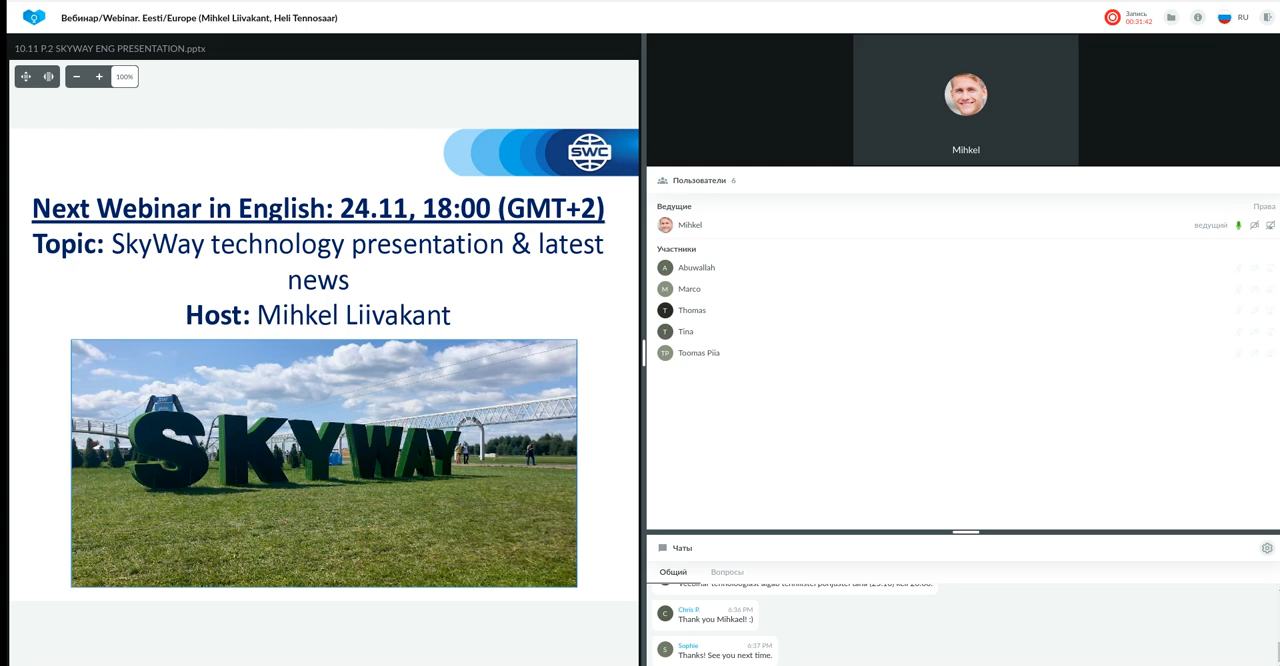 Вебинар/Webinar. Eesti/Europe (Mihkel Liivakant, Heli Tennosaar)
Запись
00:31:42
RU
10.11 P.2 SKYWAY ENG PRESENTATION.pptx
100%
SWC
Next Webinar in English: 24.11, 18:00 (GMT+2)
Topic: SkyWay technology presentation & latest
news
Host: Mihkel Liivakant
SKYWAY
Mihkel
Пользователи 6
Ведущие
Права
Mihkel
ведущий
Участники
A Abuwallah
M Marco
T Thomas
T Tina
TP Toomas Piia
Чаты
Общий
Вопросы
C
Chris P. 6:36 PM
Thank you Mihkael! :)
S
Sophie 6:37 PM
Thanks! See you next time.